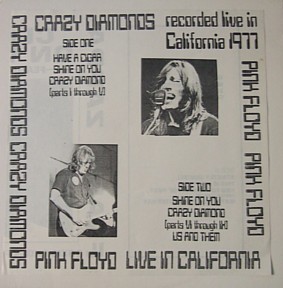 CRAZY DIAMONDS
recorded live in
California 1977
SIDE ONE
HAVE A CIGAR
SHINE ON YOU
CRAZY DIAMOND
(parts I through V)
CRAZY DIAMONDS CRAZY DIAMONDS
PINK FLOYD PINK FLOYD
SIDE TWO
SHINE ON YOU
CRAZY DIAMOND
(parts VI through IX)
US AND THEM
PINK FLOYD LIVE IN CALIFORNIA